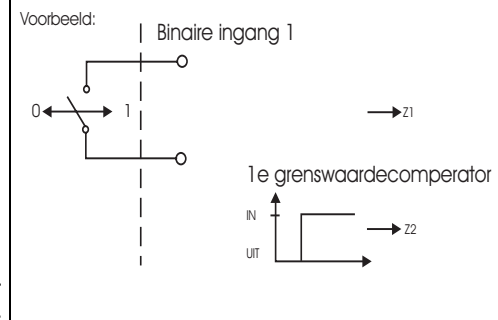 Voorbeeld:
Binaire ingang 1
0 1
Z1
1e grenswaardecomperator
IN
Z2
UIT